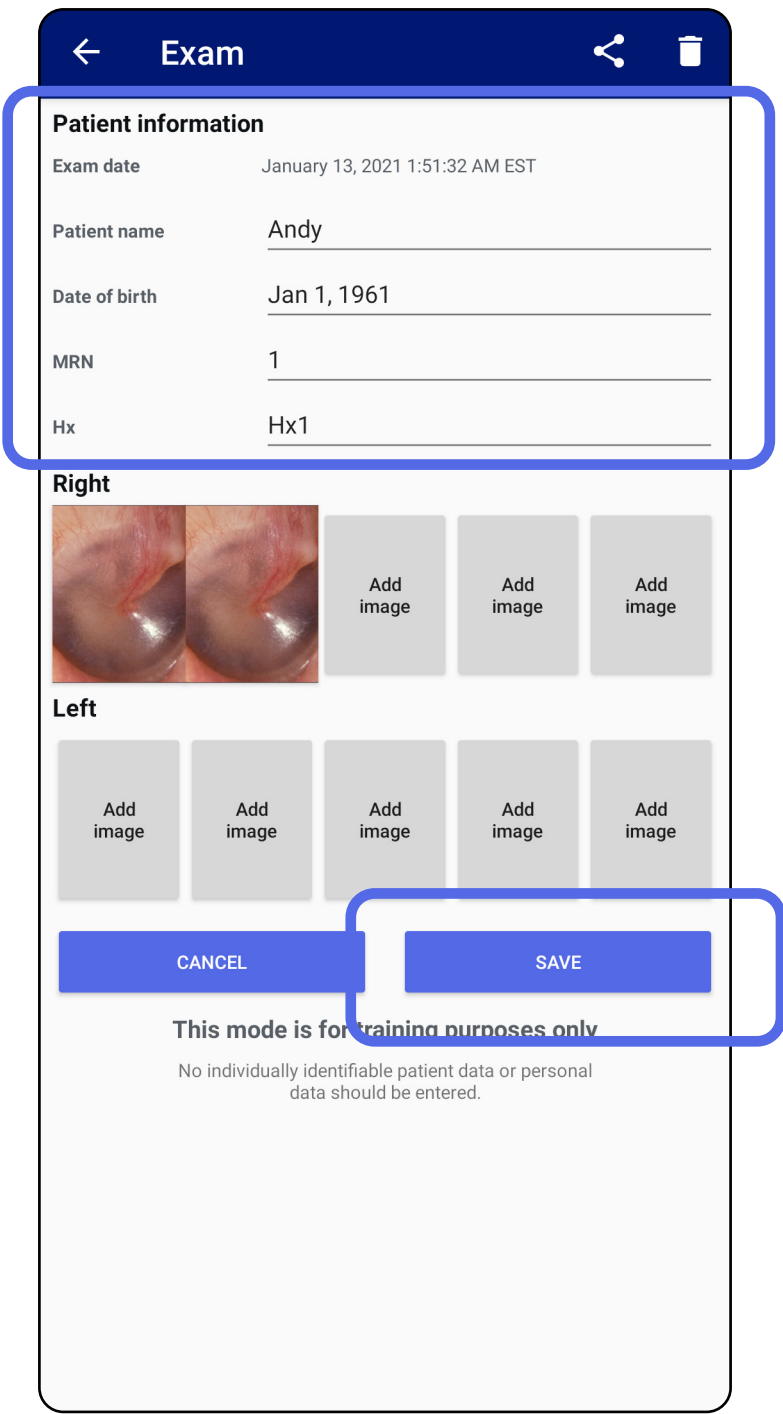 Exam
Patient information
Exam date January 13, 2021 1:51:32 AM EST
Patient name Andy
Date of birth Jan 1, 1961
MRN 1
Hx Hx1
Right
Add image Add image Add image
Left
Add image Add image Add image Add image Add image
CANCEL SAVE
This mode is for training purposes only
No individually identifiable patient data or personal
data should be entered.